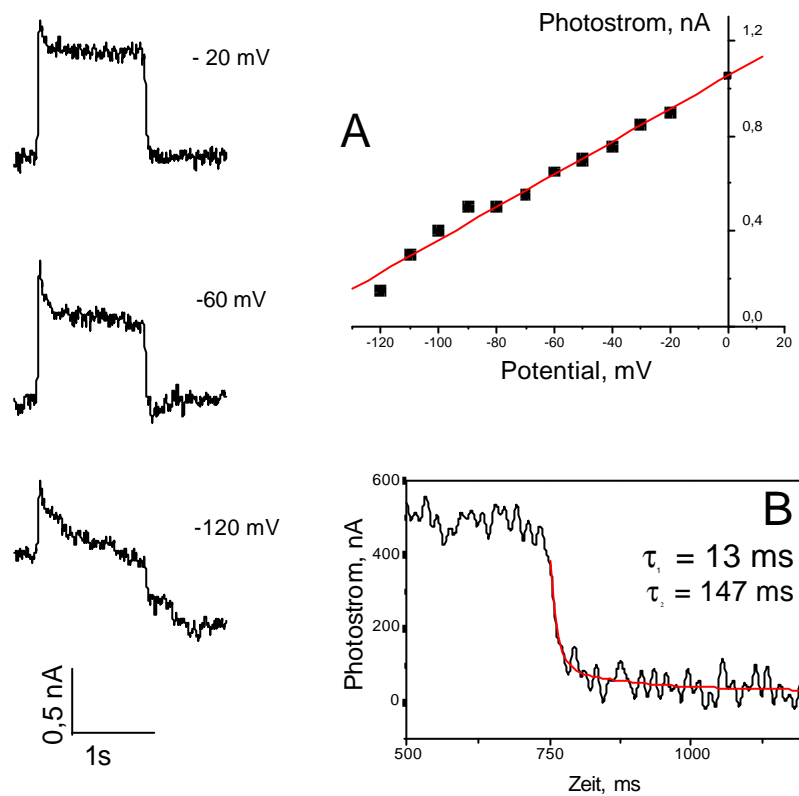 - 20 mV
-60 mV
-120 mV
0,5 nA
1s
A
Photostrom, nA
1,2
0,8
0,4
0,0
-120 -100 -80 -60 -40 -20 0 20
Potential, mV
B
τ₁ = 13 ms
τ₂ = 147 ms
Photostrom, nA
600
400
200
0
500 750 1000
Zeit, ms